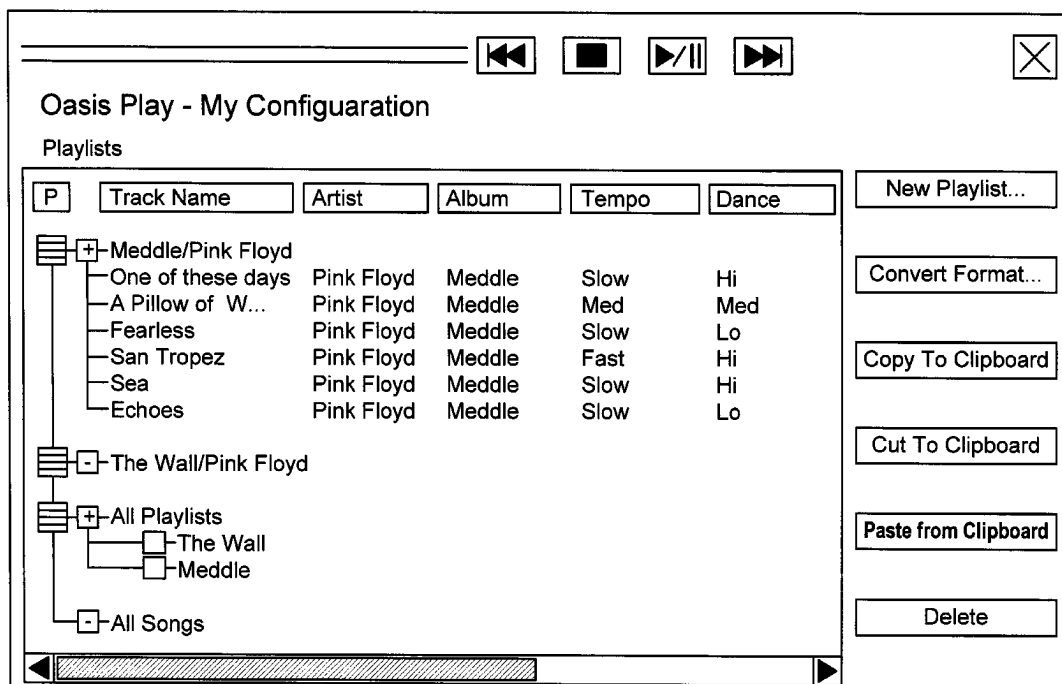 Oasis Play - My Configuaration
Playlists
P Track Name Artist Album Tempo Dance
+ Meddle/Pink Floyd
One of these days Pink Floyd Meddle Slow Hi
A Pillow of W... Pink Floyd Meddle Med Med
Fearless Pink Floyd Meddle Slow Lo
San Tropez Pink Floyd Meddle Fast Hi
Sea Pink Floyd Meddle Slow Hi
Echoes Pink Floyd Meddle Slow Lo
- The Wall/Pink Floyd
+ All Playlists
The Wall
Meddle
- All Songs
New Playlist...
Convert Format...
Copy To Clipboard
Cut To Clipboard
Paste from Clipboard
Delete